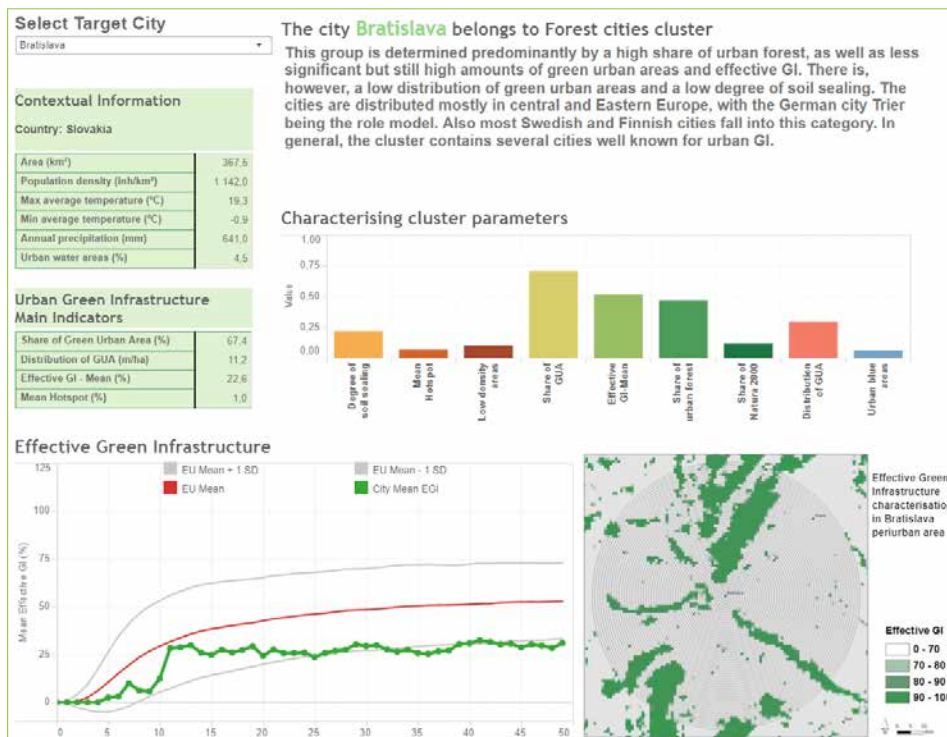 Select Target City
Bratislava
The city Bratislava belongs to Forest cities cluster
This group is determined predominantly by a high share of urban forest, as well as less
significant but still high amounts of green urban areas and effective GI. There is,
however, a low distribution of green urban areas and a low degree of soil sealing. The
cities are distributed mostly in central and Eastern Europe, with the German city Trier
being the role model. Also most Swedish and Finnish cities fall into this category. In
general, the cluster contains several cities well known for urban GI.
Contextual Information
Country: Slovakia
Area (km²) 367,5
Population density (inh/km²) 1 142,0
Max average temperature (ºC) 19,3
Min average temperature (ºC) -0,9
Annual precipitation (mm) 641,0
Urban water areas (%) 4,5
Urban Green Infrastructure
Main Indicators
Share of Green Urban Area (%) 67,4
Distribution of GUA (m/ha) 11,2
Effective GI - Mean (%) 22,6
Mean Hotspot (%) 1,0
Characterising cluster parameters
Value
1.00
0.75
0.50
0.25
0.00
Degree of
soil sealing
Mean
Hotspot
Low density
areas
Share of
GUA
Effective
GI-Mean
Share of
urban forest
Share of
Natura 2000
Distribution
of GUA
Urban blue
areas
Effective Green Infrastructure
EU Mean + 1 SD
EU Mean - 1 SD
EU Mean
City Mean EGI
Mean Effective GI (%)
125
100
75
50
25
0
0 5 10 15 20 25 30 35 40 45 50
Effective Green
Infrastructure
characterisation
in Bratislava
periurban area
Effective GI
0 - 70
70 - 80
80 - 90
90 - 100